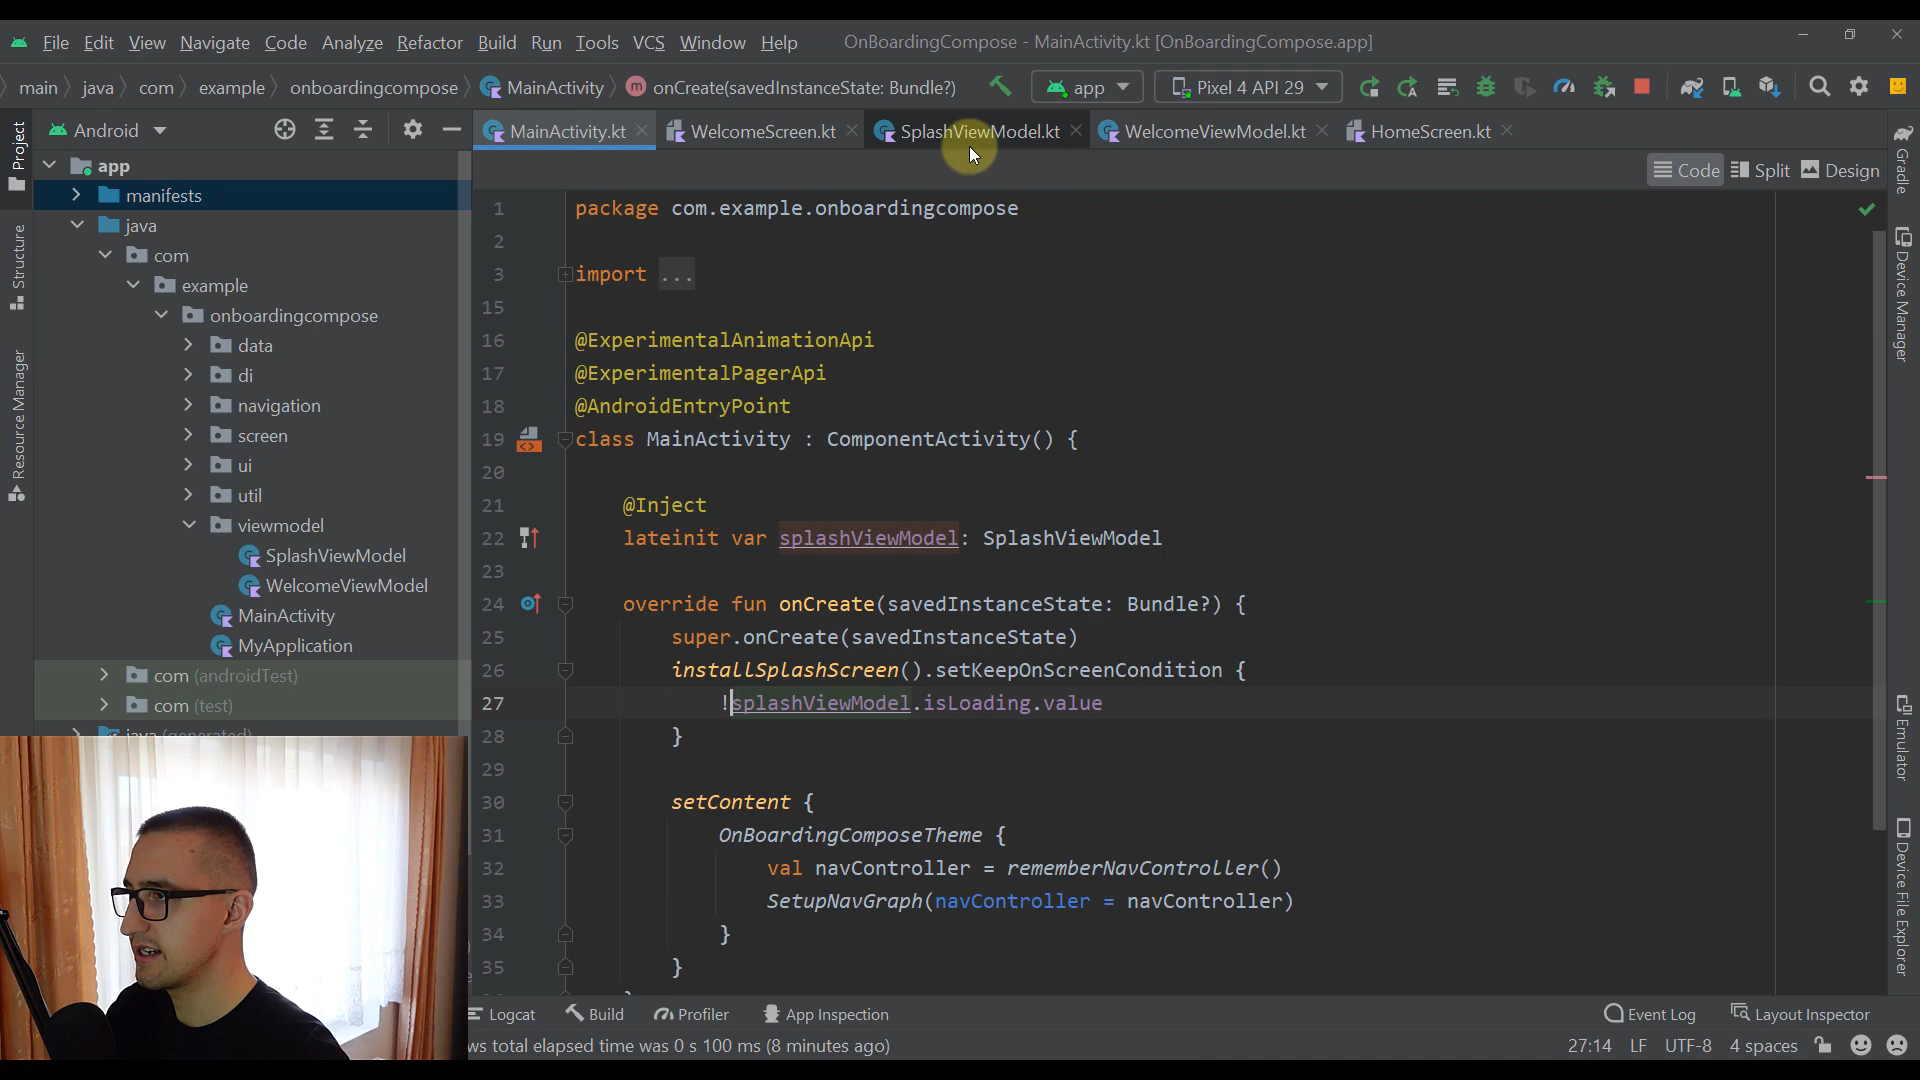 File Edit View Navigate Code Analyze Refactor Build Run Tools VCS Window Help OnBoardingCompose - MainActivity.kt [OnBoardingCompose.app]
main java com example onboardingcompose MainActivity onCreate(savedInstanceState: Bundle?) app Pixel 4 API 29
Android MainActivity.kt WelcomeScreen.kt SplashViewModel.kt WelcomeViewModel.kt HomeScreen.kt
Code Split Design
Project
Structure
Resource Manager
app
manifests
java
com
example
onboardingcompose
data
di
navigation
screen
ui
util
viewmodel
SplashViewModel
WelcomeViewModel
MainActivity
MyApplication
com (androidTest)
com (test)
java (generated)
1 package com.example.onboardingcompose
2
3 import ...
15
16 @ExperimentalAnimationApi
17 @ExperimentalPagerApi
18 @AndroidEntryPoint
19 class MainActivity : ComponentActivity() {
20
21 @Inject
22 lateinit var splashViewModel: SplashViewModel
23
24 override fun onCreate(savedInstanceState: Bundle?) {
25 super.onCreate(savedInstanceState)
26 installSplashScreen().setKeepOnScreenCondition {
27 !splashViewModel.isLoading.value
28 }
29
30 setContent {
31 OnBoardingComposeTheme {
32 val navController = rememberNavController()
33 SetupNavGraph(navController = navController)
34 }
35 }
Gradle
Device Manager
Emulator
Device File Explorer
Logcat Build Profiler App Inspection Event Log Layout Inspector
total elapsed time was 0 s 100 ms (8 minutes ago) 27:14 LF UTF-8 4 spaces